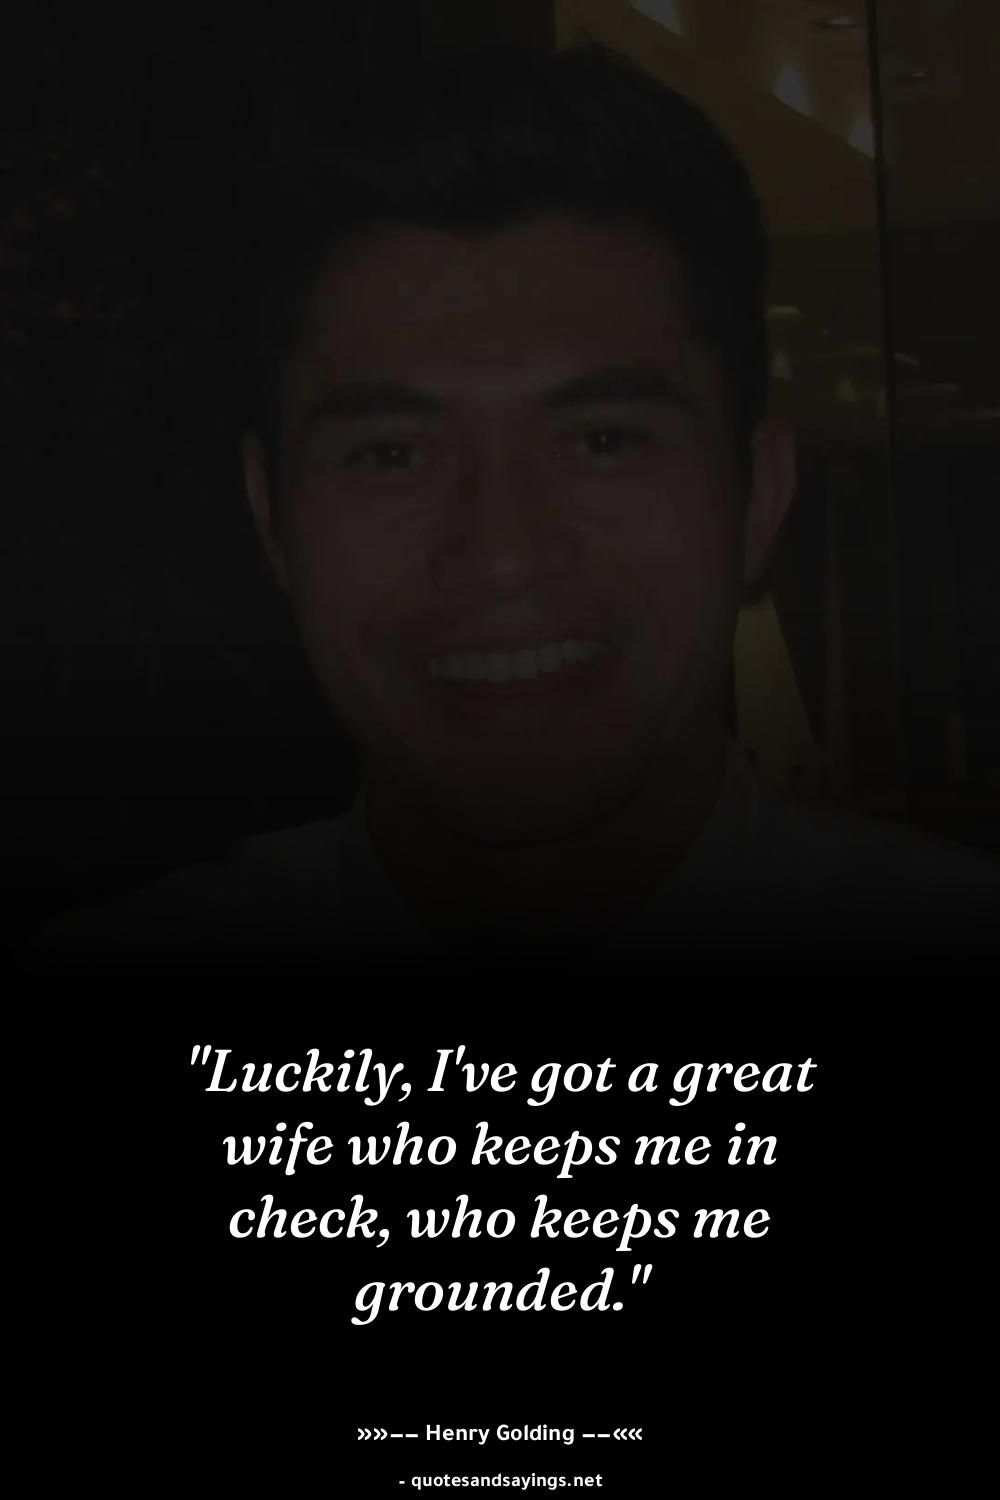 "Luckily, I've got a great
wife who keeps me in
check, who keeps me
grounded."
»»−− Henry Golding −−««
- quotesandsayings.net